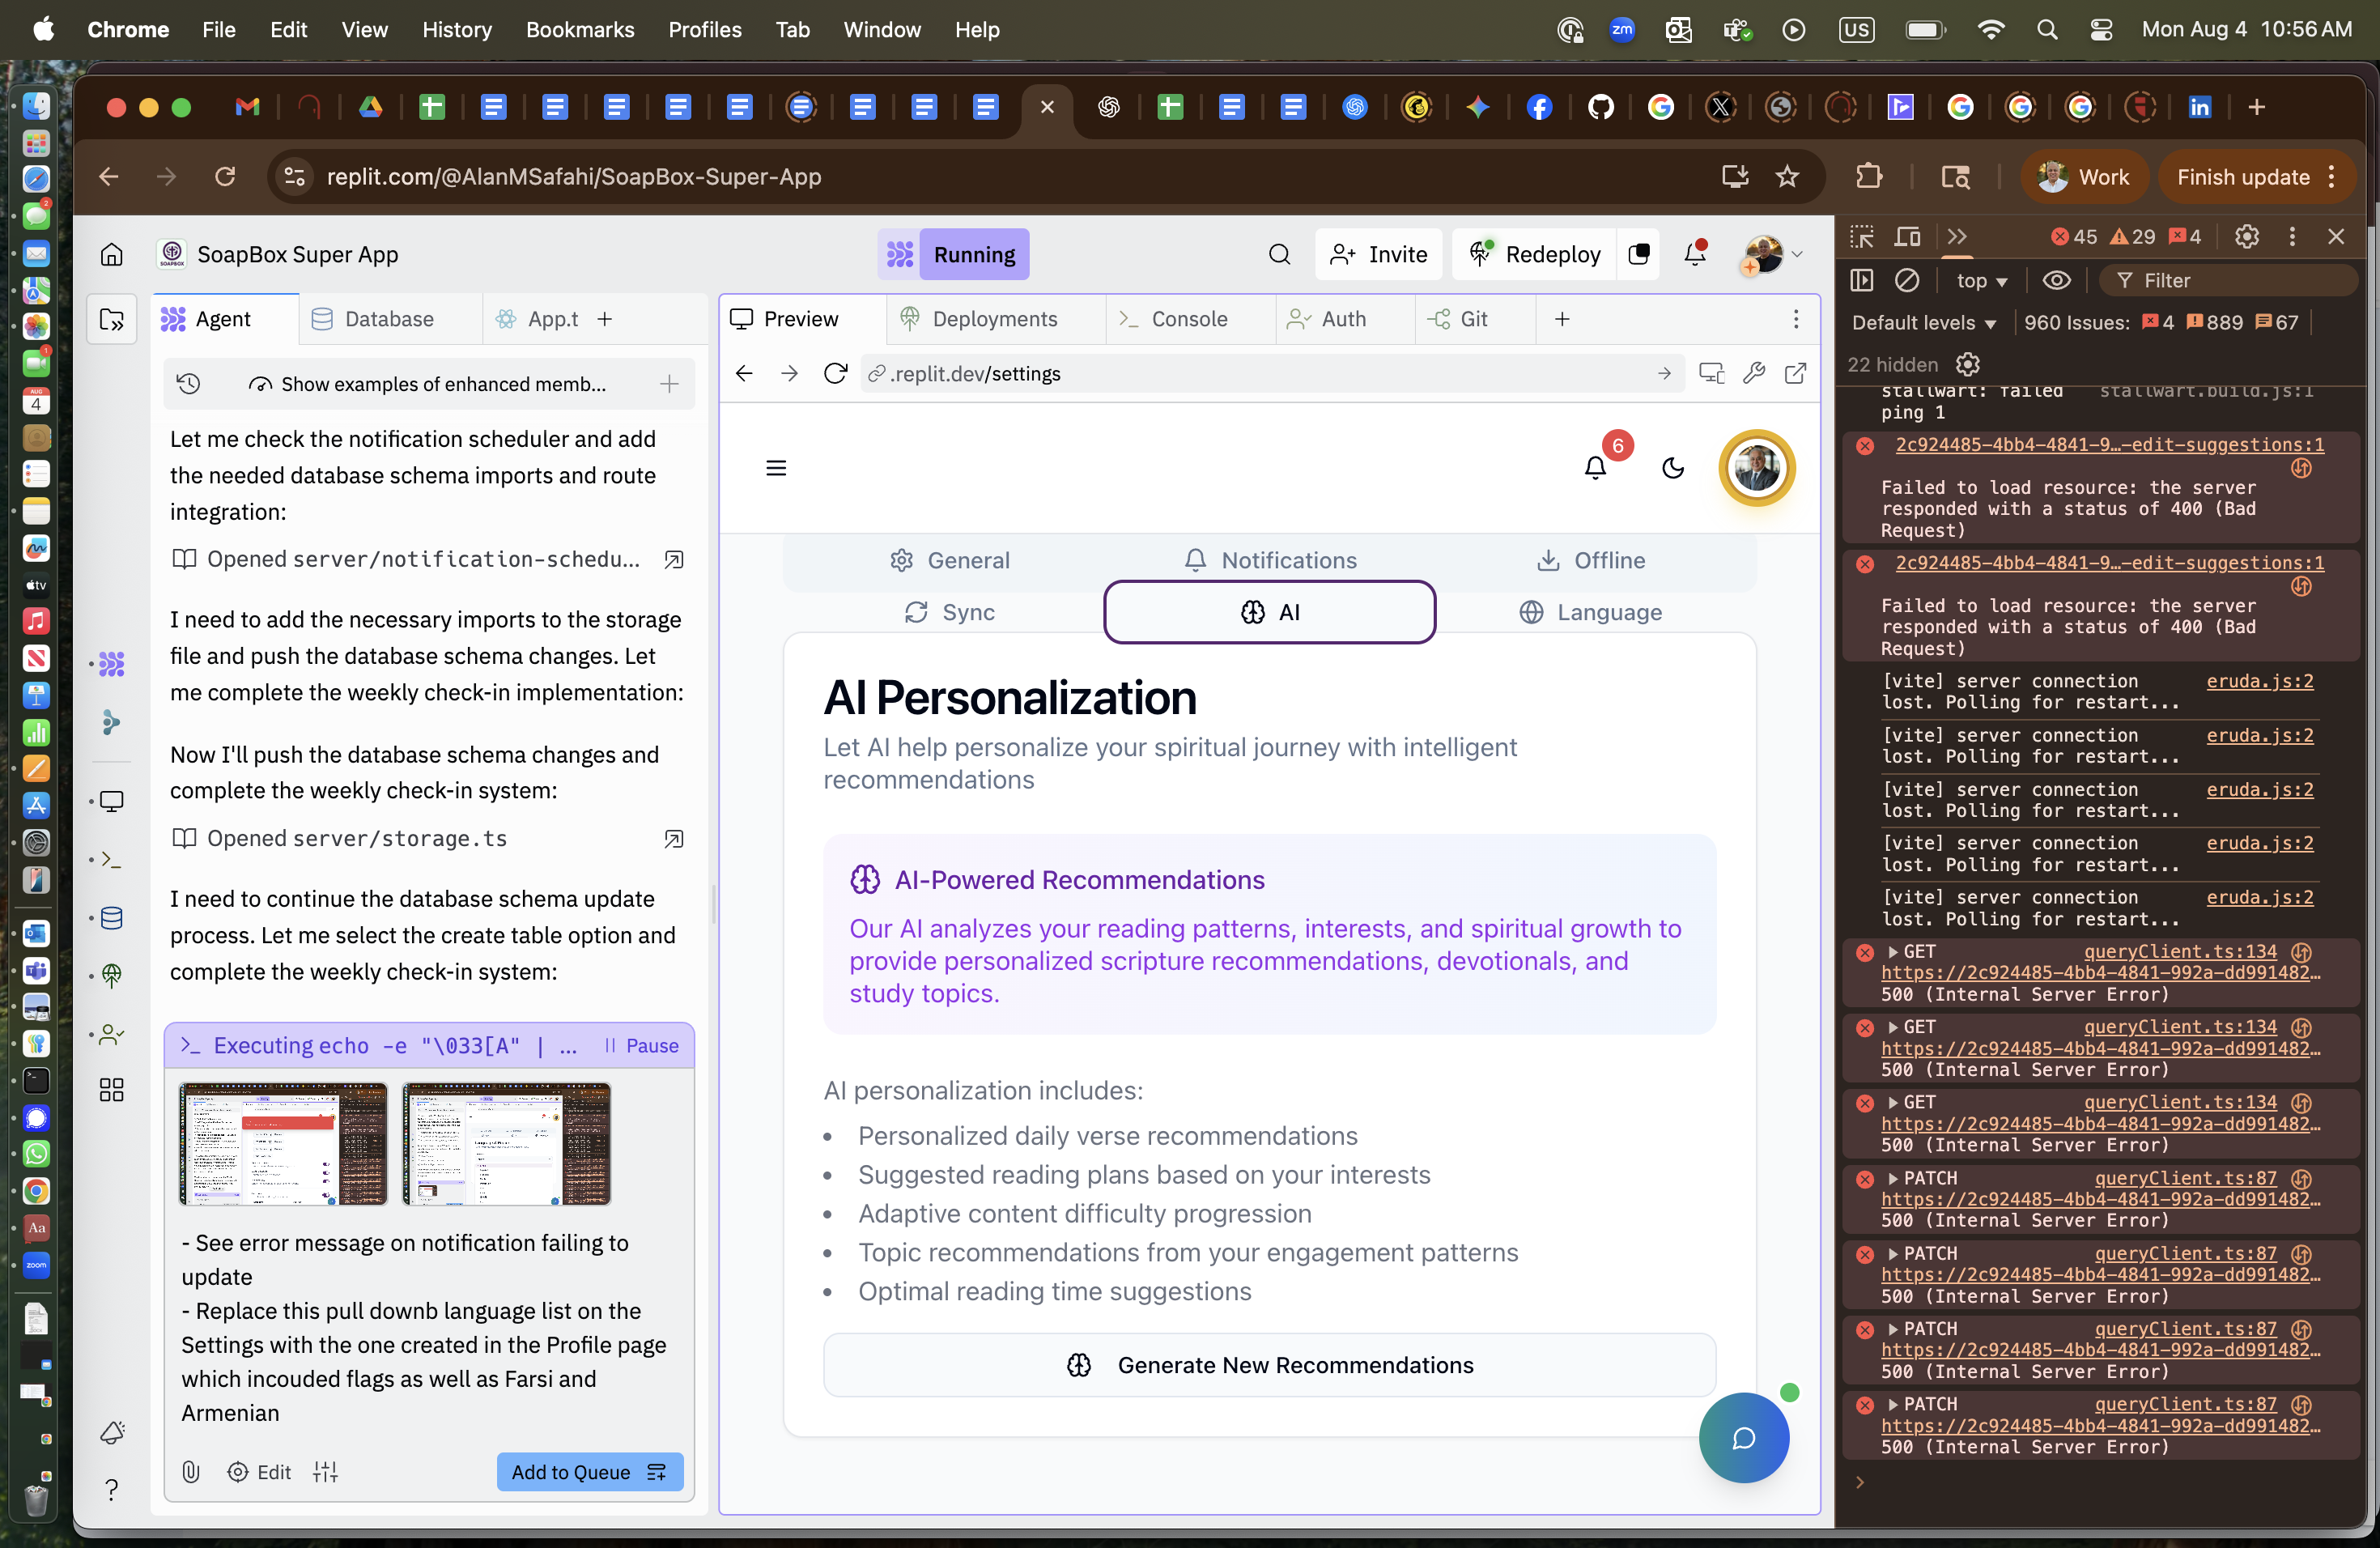 Chrome File Edit View History Bookmarks Profiles Tab Window Help
zm US Mon Aug 4 10:56 AM
replit.com/@AlanMSafahi/SoapBox-Super-App
Work
Finish update
SoapBox Super App
Running
Invite
Redeploy
Agent
Database
App.t
Show examples of enhanced memb...
Let me check the notification scheduler and add
the needed database schema imports and route
integration:
Opened server/notification-schedu...
I need to add the necessary imports to the storage
file and push the database schema changes. Let
me complete the weekly check-in implementation:
Now I'll push the database schema changes and
complete the weekly check-in system:
Opened server/storage.ts
I need to continue the database schema update
process. Let me select the create table option and
complete the weekly check-in system:
Executing echo -e "\033[A" | ...
Pause
- See error message on notification failing to
update
- Replace this pull downb language list on the
Settings with the one created in the Profile page
which incouded flags as well as Farsi and
Armenian
Edit
Add to Queue
Preview
Deployments
Console
Auth
Git
.replit.dev/settings
6
General
Notifications
Offline
Sync
AI
Language
AI Personalization
Let AI help personalize your spiritual journey with intelligent
recommendations
AI-Powered Recommendations
Our AI analyzes your reading patterns, interests, and spiritual growth to
provide personalized scripture recommendations, devotionals, and
study topics.
AI personalization includes:
• Personalized daily verse recommendations
• Suggested reading plans based on your interests
• Adaptive content difficulty progression
• Topic recommendations from your engagement patterns
• Optimal reading time suggestions
Generate New Recommendations
45 29 4
top
Filter
Default levels
960 Issues: 4 889 67
22 hidden
stallwart: failed stallwart.build.js:1
ping 1
2c924485-4bb4-4841-9…-edit-suggestions:1
Failed to load resource: the server
responded with a status of 400 (Bad
Request)
2c924485-4bb4-4841-9…-edit-suggestions:1
Failed to load resource: the server
responded with a status of 400 (Bad
Request)
[vite] server connection eruda.js:2
lost. Polling for restart...
[vite] server connection eruda.js:2
lost. Polling for restart...
[vite] server connection eruda.js:2
lost. Polling for restart...
[vite] server connection eruda.js:2
lost. Polling for restart...
[vite] server connection eruda.js:2
lost. Polling for restart...
GET queryClient.ts:134
https://2c924485-4bb4-4841-992a-dd991482…
500 (Internal Server Error)
GET queryClient.ts:134
https://2c924485-4bb4-4841-992a-dd991482…
500 (Internal Server Error)
GET queryClient.ts:134
https://2c924485-4bb4-4841-992a-dd991482…
500 (Internal Server Error)
PATCH queryClient.ts:87
https://2c924485-4bb4-4841-992a-dd991482…
500 (Internal Server Error)
PATCH queryClient.ts:87
https://2c924485-4bb4-4841-992a-dd991482…
500 (Internal Server Error)
PATCH queryClient.ts:87
https://2c924485-4bb4-4841-992a-dd991482…
500 (Internal Server Error)
PATCH queryClient.ts:87
https://2c924485-4bb4-4841-992a-dd991482…
500 (Internal Server Error)